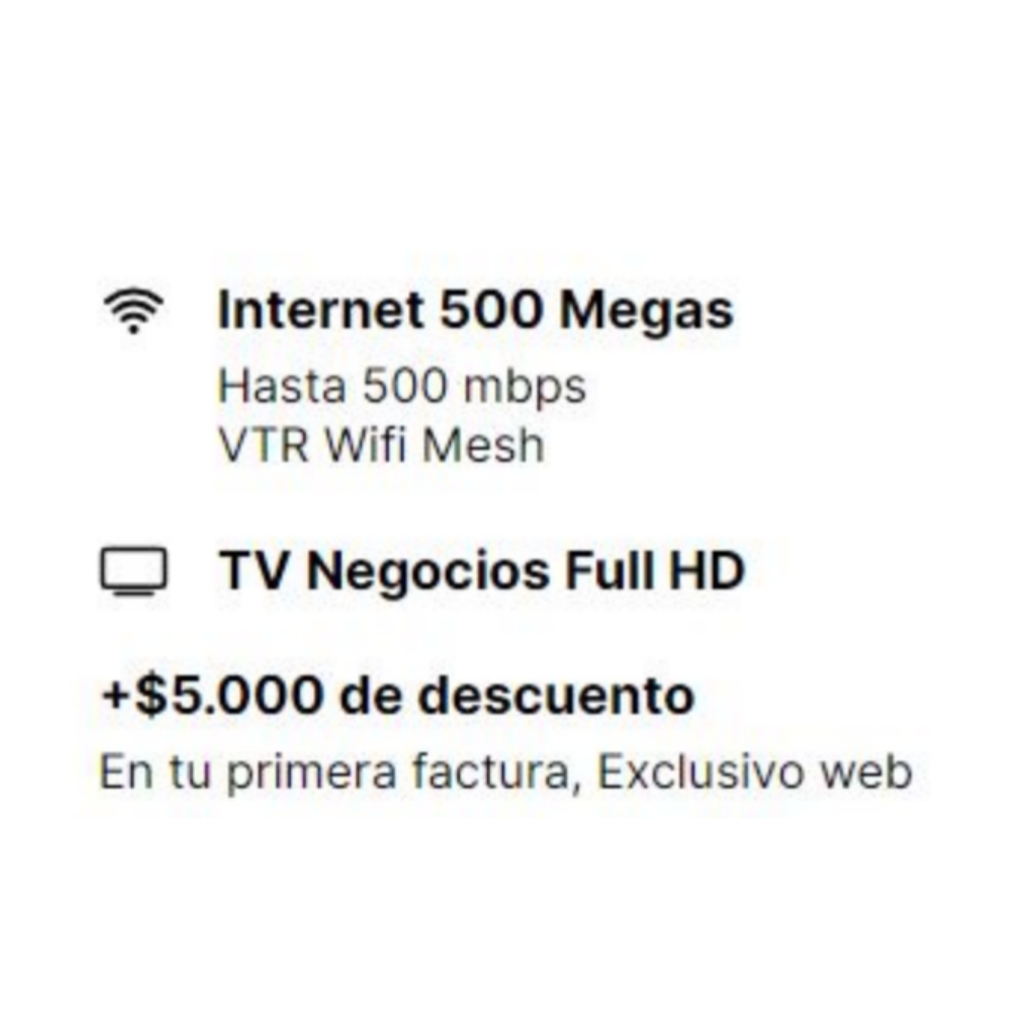 Internet 500 Megas
Hasta 500 mbps
VTR Wifi Mesh
TV Negocios Full HD
+$5.000 de descuento
En tu primera factura, Exclusivo web